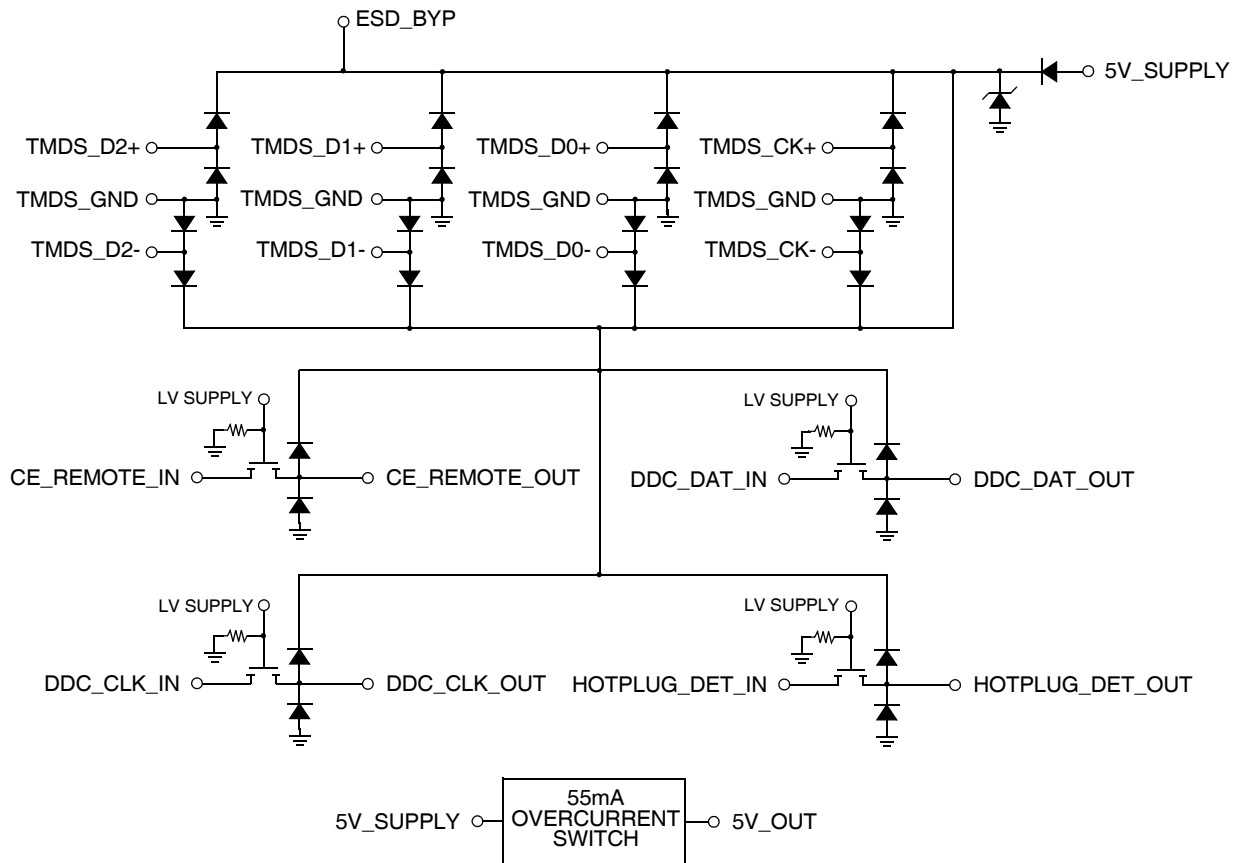 ESD_BYP
5V_SUPPLY
TMDS_D2+ TMDS_D1+ TMDS_D0+ TMDS_CK+
TMDS_GND TMDS_GND TMDS_GND TMDS_GND
TMDS_D2- TMDS_D1- TMDS_D0- TMDS_CK-
LV SUPPLY LV SUPPLY
CE_REMOTE_IN CE_REMOTE_OUT DDC_DAT_IN DDC_DAT_OUT
LV SUPPLY LV SUPPLY
DDC_CLK_IN DDC_CLK_OUT HOTPLUG_DET_IN HOTPLUG_DET_OUT
55mA
5V_SUPPLY OVERCURRENT 5V_OUT
SWITCH